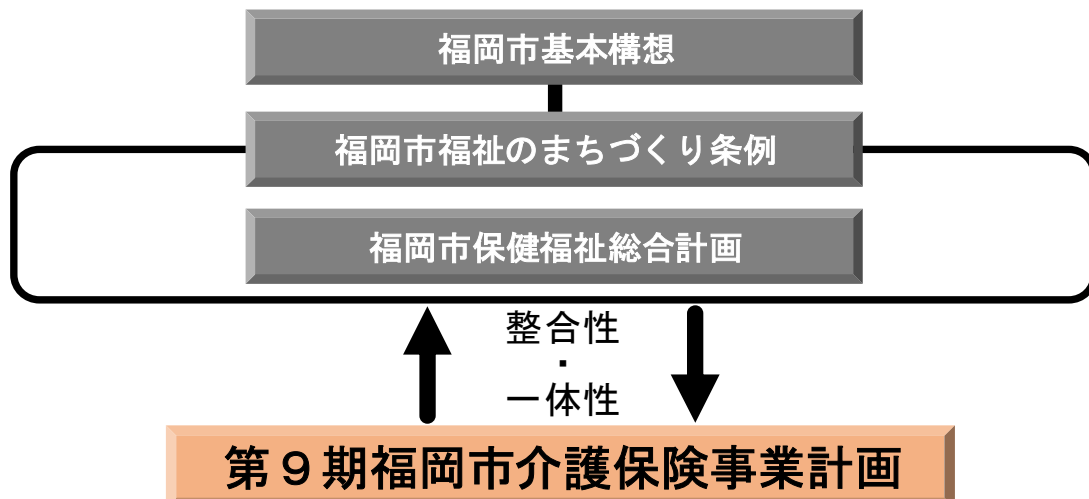 福岡市基本構想
福岡市福祉のまちづくり条例
福岡市保健福祉総合計画
整合性
・
一体性
第９期福岡市介護保険事業計画